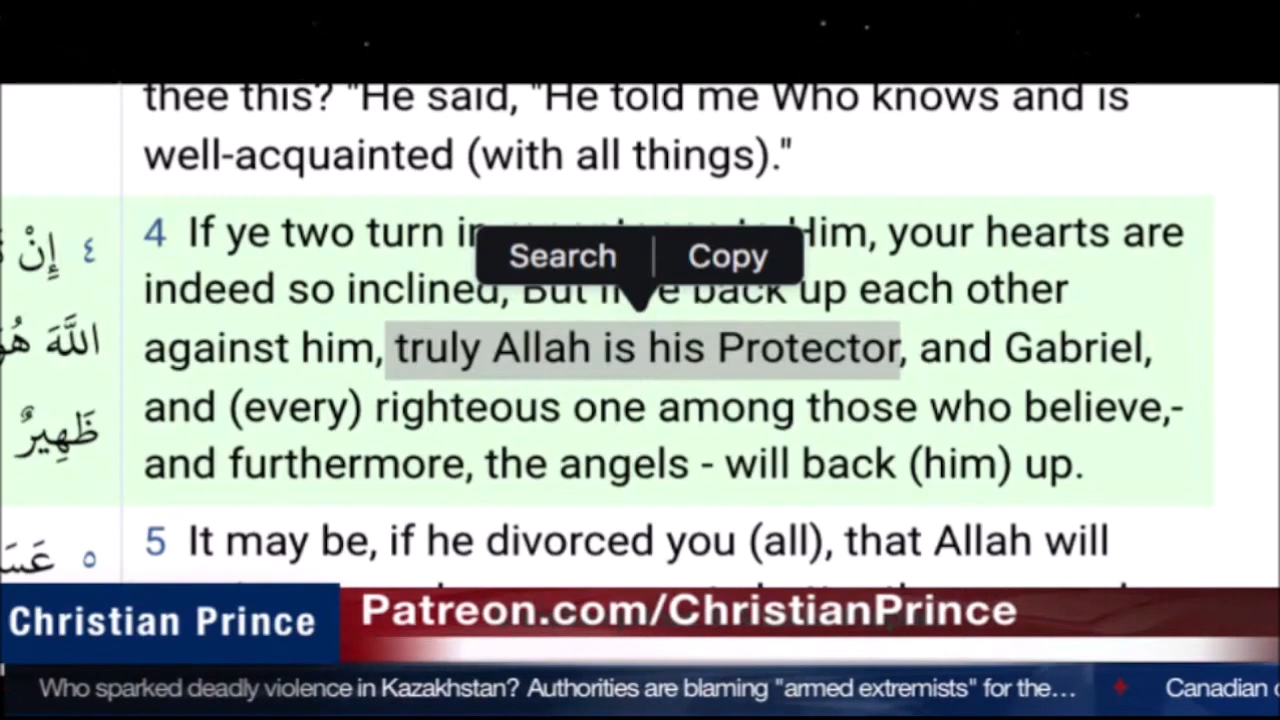 thee this? "He said, "He told me Who knows and is
well-acquainted (with all things)."
4 If ye two turn in Him, your hearts are
Search Copy
indeed so inclined, But back up each other
against him, truly Allah is his Protector, and Gabriel,
and (every) righteous one among those who believe,-
and furthermore, the angels - will back (him) up.
5 It may be, if he divorced you (all), that Allah will
٤ إِنْ
اللَّهَ هُوَ
ظَهِيرٌ
٥
Christian Prince
Patreon.com/ChristianPrince
Who sparked deadly violence in Kazakhstan? Authorities are blaming "armed extremists" for the… Canadian